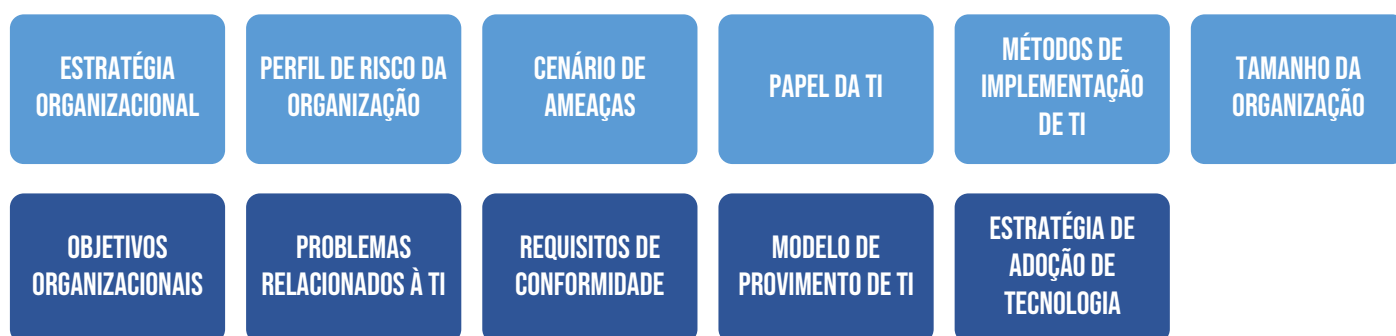 ESTRATÉGIA
ORGANIZACIONAL
PERFIL DE RISCO DA
ORGANIZAÇÃO
CENÁRIO DE
AMEAÇAS
PAPEL DA TI
MÉTODOS DE
IMPLEMENTAÇÃO
DE TI
TAMANHO DA
ORGANIZAÇÃO
OBJETIVOS
ORGANIZACIONAIS
PROBLEMAS
RELACIONADOS À TI
REQUISITOS DE
CONFORMIDADE
MODELO DE
PROVIMENTO DE TI
ESTRATÉGIA DE
ADOÇÃO DE
TECNOLOGIA